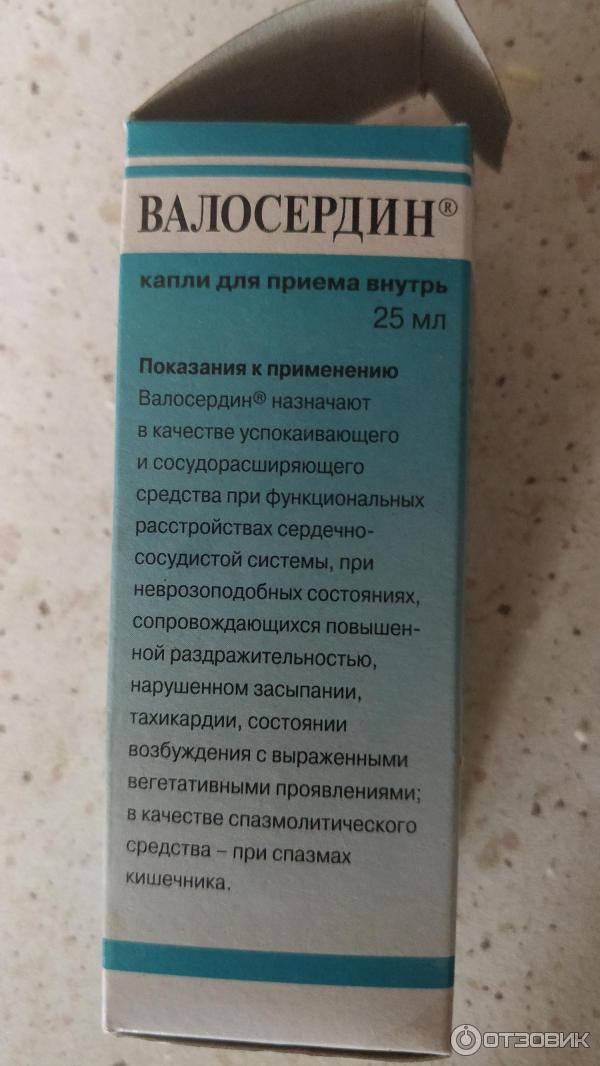 ВАЛОСЕРДИН®
капли для приема внутрь
25 мл
Показания к применению
Валосердин® назначают
в качестве успокаивающего
и сосудорасширяющего
средства при функциональных
расстройствах сердечно-
сосудистой системы, при
неврозоподобных состояниях,
сопровождающихся повышен-
ной раздражительностью,
нарушенном засыпании,
тахикардии, состоянии
возбуждения с выраженными
вегетативными проявлениями;
в качестве спазмолитического
средства – при спазмах
кишечника.
ОТЗОВИК